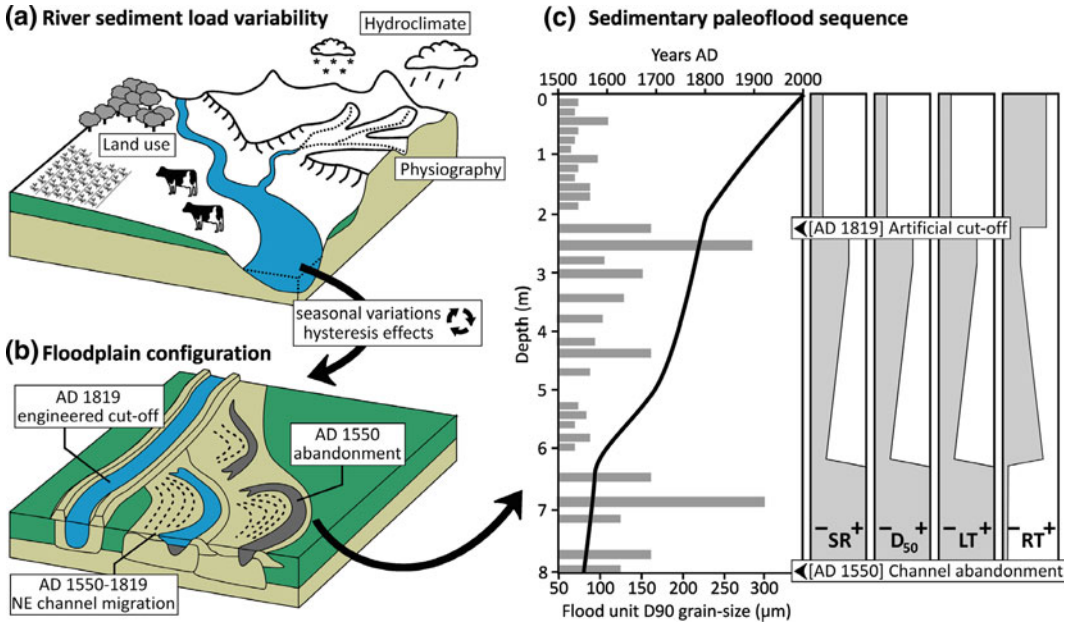 (a) River sediment load variability
Hydroclimate
Land use
Physiography
seasonal variations
hysteresis effects
(b) Floodplain configuration
AD 1819
engineered cut-off
AD 1550
abandonment
AD 1550-1819
NE channel migration
(c) Sedimentary paleoflood sequence
Years AD
1500 1600 1700 1800 2000
0
1
2
3
4
5
6
7
8
Depth (m)
50 100 150 200 250 300
Flood unit D90 grain-size (µm)
[AD 1819] Artificial cut-off
− SR + − D50 + − LT + − RT +
[AD 1550] Channel abandonment